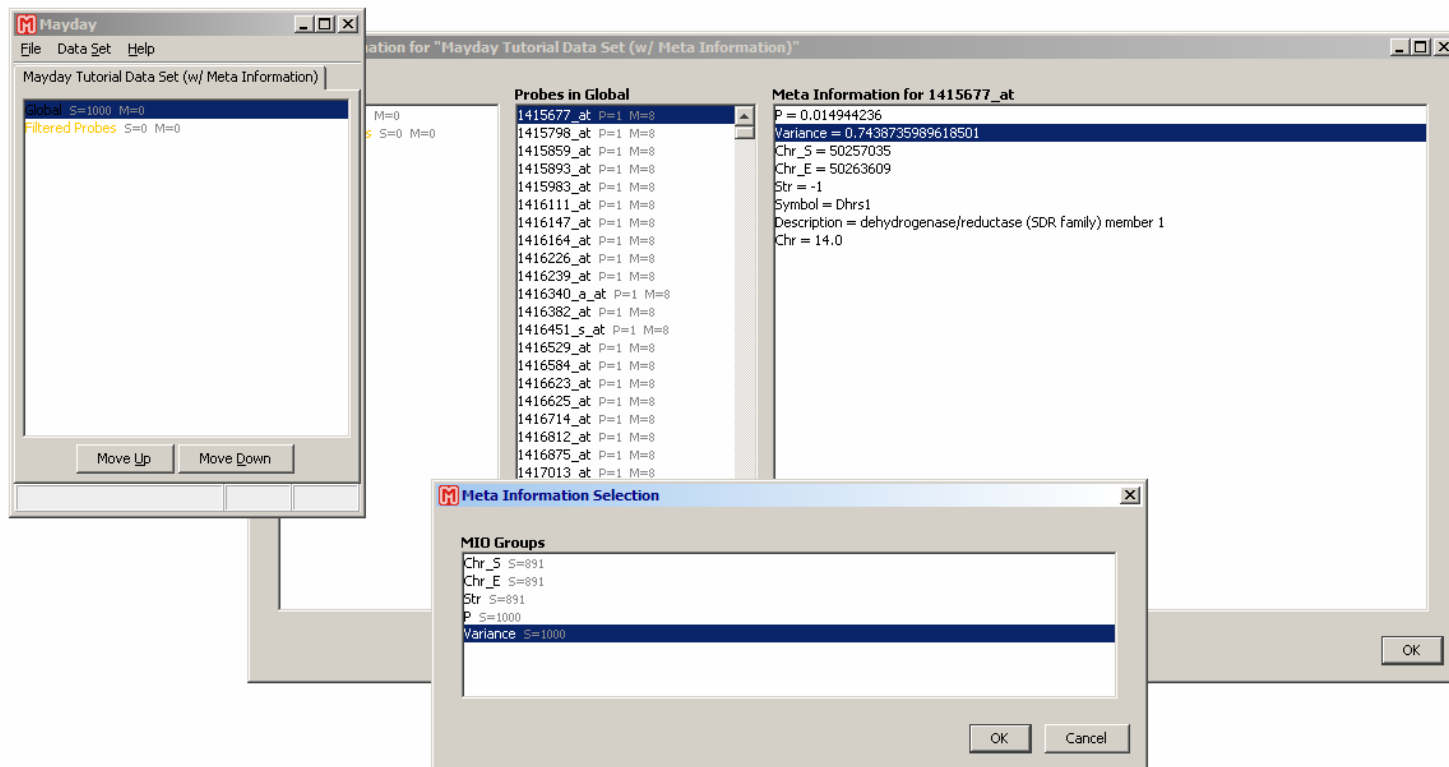 Mayday
File Data Set Help
Mayday Tutorial Data Set (w/ Meta Information)
Global S=1000 M=0
Filtered Probes S=0 M=0
Move Up Move Down
ation for "Mayday Tutorial Data Set (w/ Meta Information)"
M=0
s S=0 M=0
Probes in Global
1415677_at P=1 M=8
1415798_at P=1 M=8
1415859_at P=1 M=8
1415893_at P=1 M=8
1415983_at P=1 M=8
1416111_at P=1 M=8
1416147_at P=1 M=8
1416164_at P=1 M=8
1416226_at P=1 M=8
1416239_at P=1 M=8
1416340_a_at P=1 M=8
1416382_at P=1 M=8
1416451_s_at P=1 M=8
1416529_at P=1 M=8
1416584_at P=1 M=8
1416623_at P=1 M=8
1416625_at P=1 M=8
1416714_at P=1 M=8
1416812_at P=1 M=8
1416875_at P=1 M=8
1417013_at P=1 M=8
Meta Information for 1415677_at
P = 0.014944236
Variance = 0.7438735989618501
Chr_S = 50257035
Chr_E = 50263609
Str = -1
Symbol = Dhrs1
Description = dehydrogenase/reductase (SDR family) member 1
Chr = 14.0
OK
Meta Information Selection
MIO Groups
Chr_S S=891
Chr_E S=891
Str S=891
P S=1000
Variance S=1000
OK Cancel